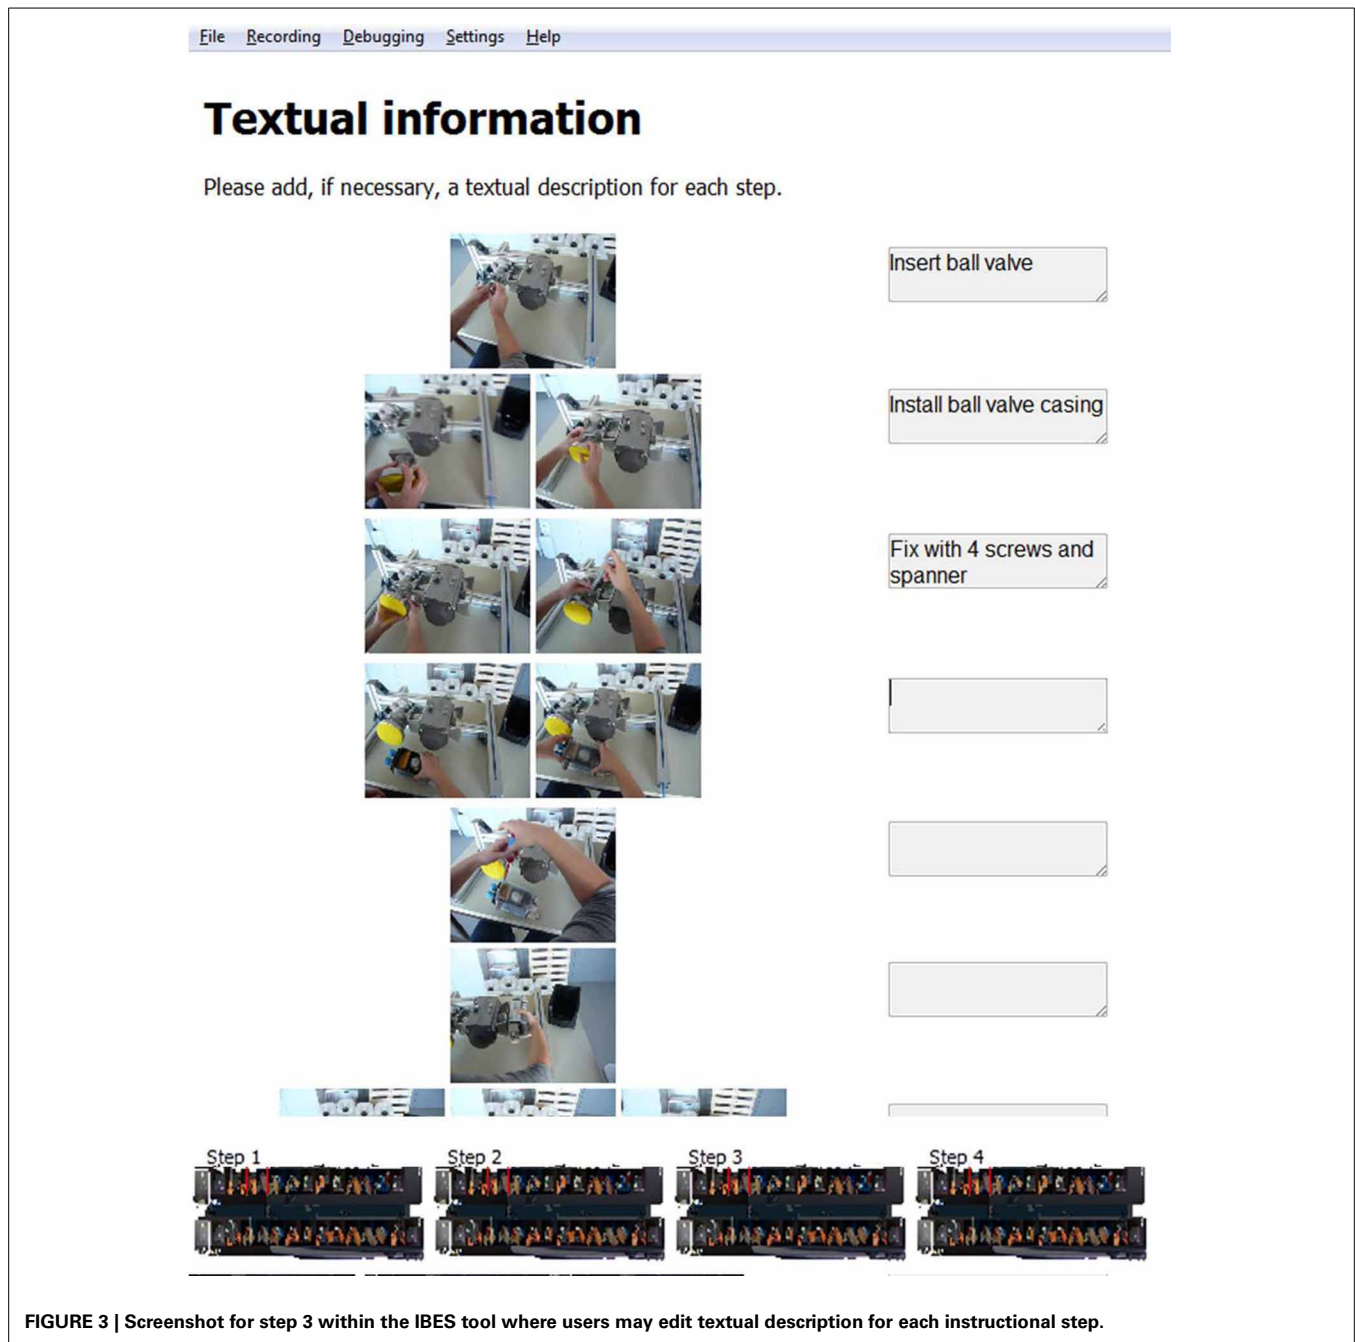 File Recording Debugging Settings Help
Textual information
Please add, if necessary, a textual description for each step.
Insert ball valve
Install ball valve casing
Fix with 4 screws and
spanner
Step 1 Step 2 Step 3 Step 4
FIGURE 3 | Screenshot for step 3 within the IBES tool where users may edit textual description for each instructional step.